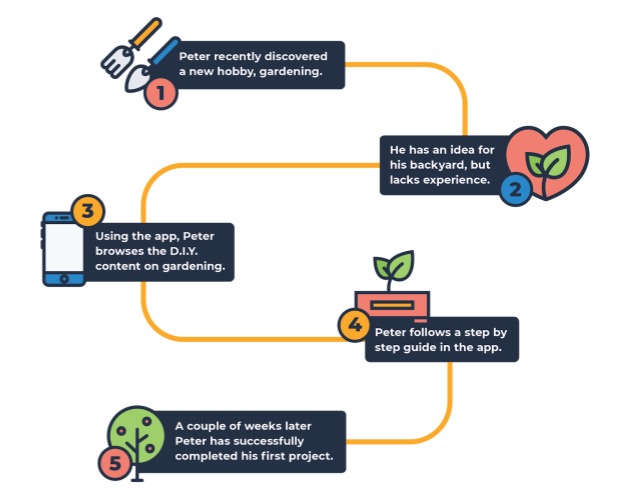 Peter recently discovered
a new hobby, gardening.
1
He has an idea for
his backyard, but
lacks experience.
2
3
Using the app, Peter
browses the D.I.Y.
content on gardening.
4
Peter follows a step by
step guide in the app.
A couple of weeks later
Peter has successfully
completed his first project.
5